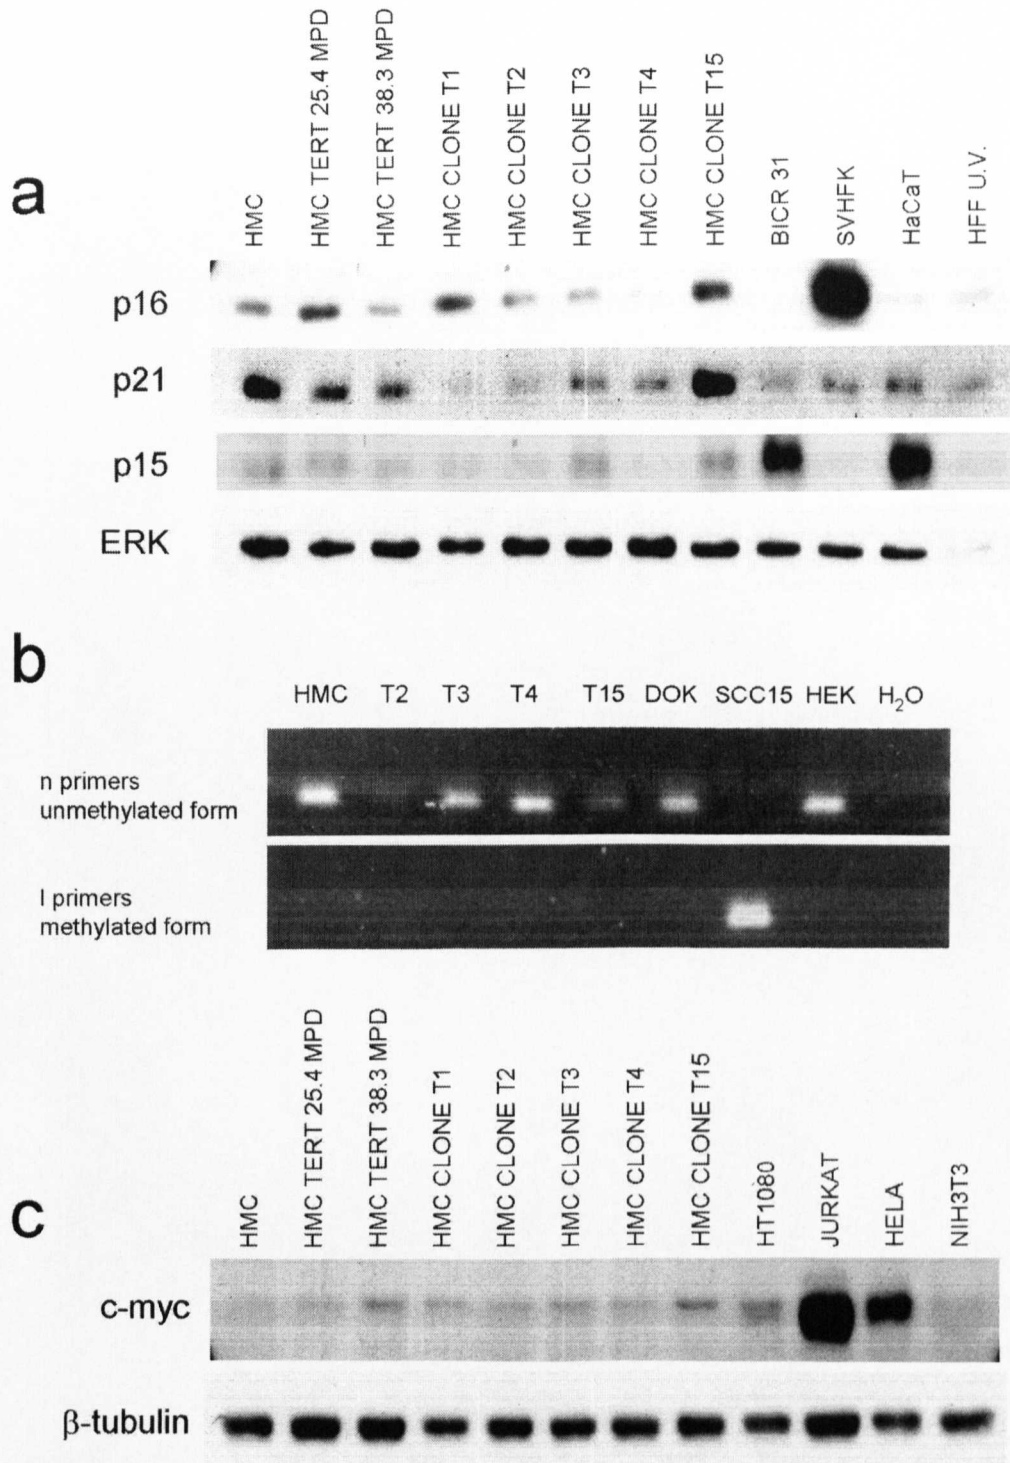 a
HMC
HMC TERT 25.4 MPD
HMC TERT 38.3 MPD
HMC CLONE T1
HMC CLONE T2
HMC CLONE T3
HMC CLONE T4
HMC CLONE T15
BICR 31
SVHFK
HaCaT
HFF U.V.
p16
p21
p15
ERK
b
HMC T2 T3 T4 T15 DOK SCC15 HEK H₂O
n primers
unmethylated form
l primers
methylated form
c
HMC
HMC TERT 25.4 MPD
HMC TERT 38.3 MPD
HMC CLONE T1
HMC CLONE T2
HMC CLONE T3
HMC CLONE T4
HMC CLONE T15
HT1080
JURKAT
HELA
NIH3T3
c-myc
β-tubulin